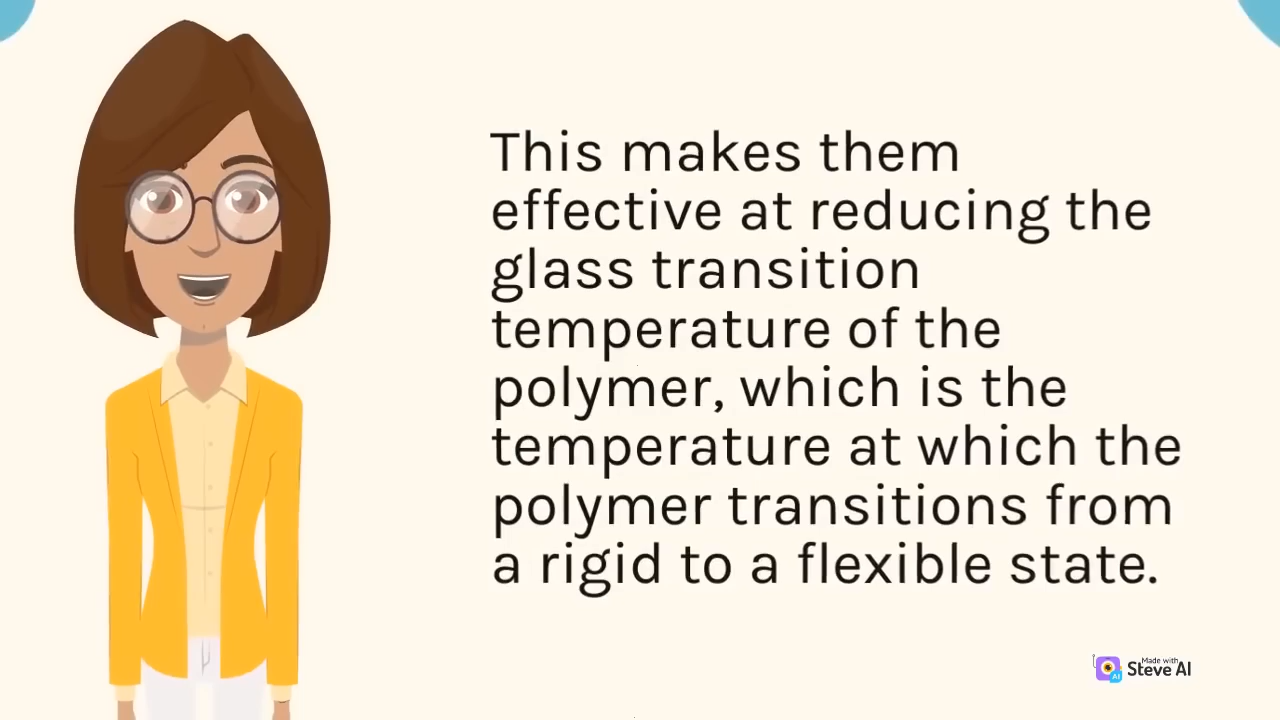 This makes them
effective at reducing the
glass transition
temperature of the
polymer, which is the
temperature at which the
polymer transitions from
a rigid to a flexible state.
Made with
Steve AI
AI